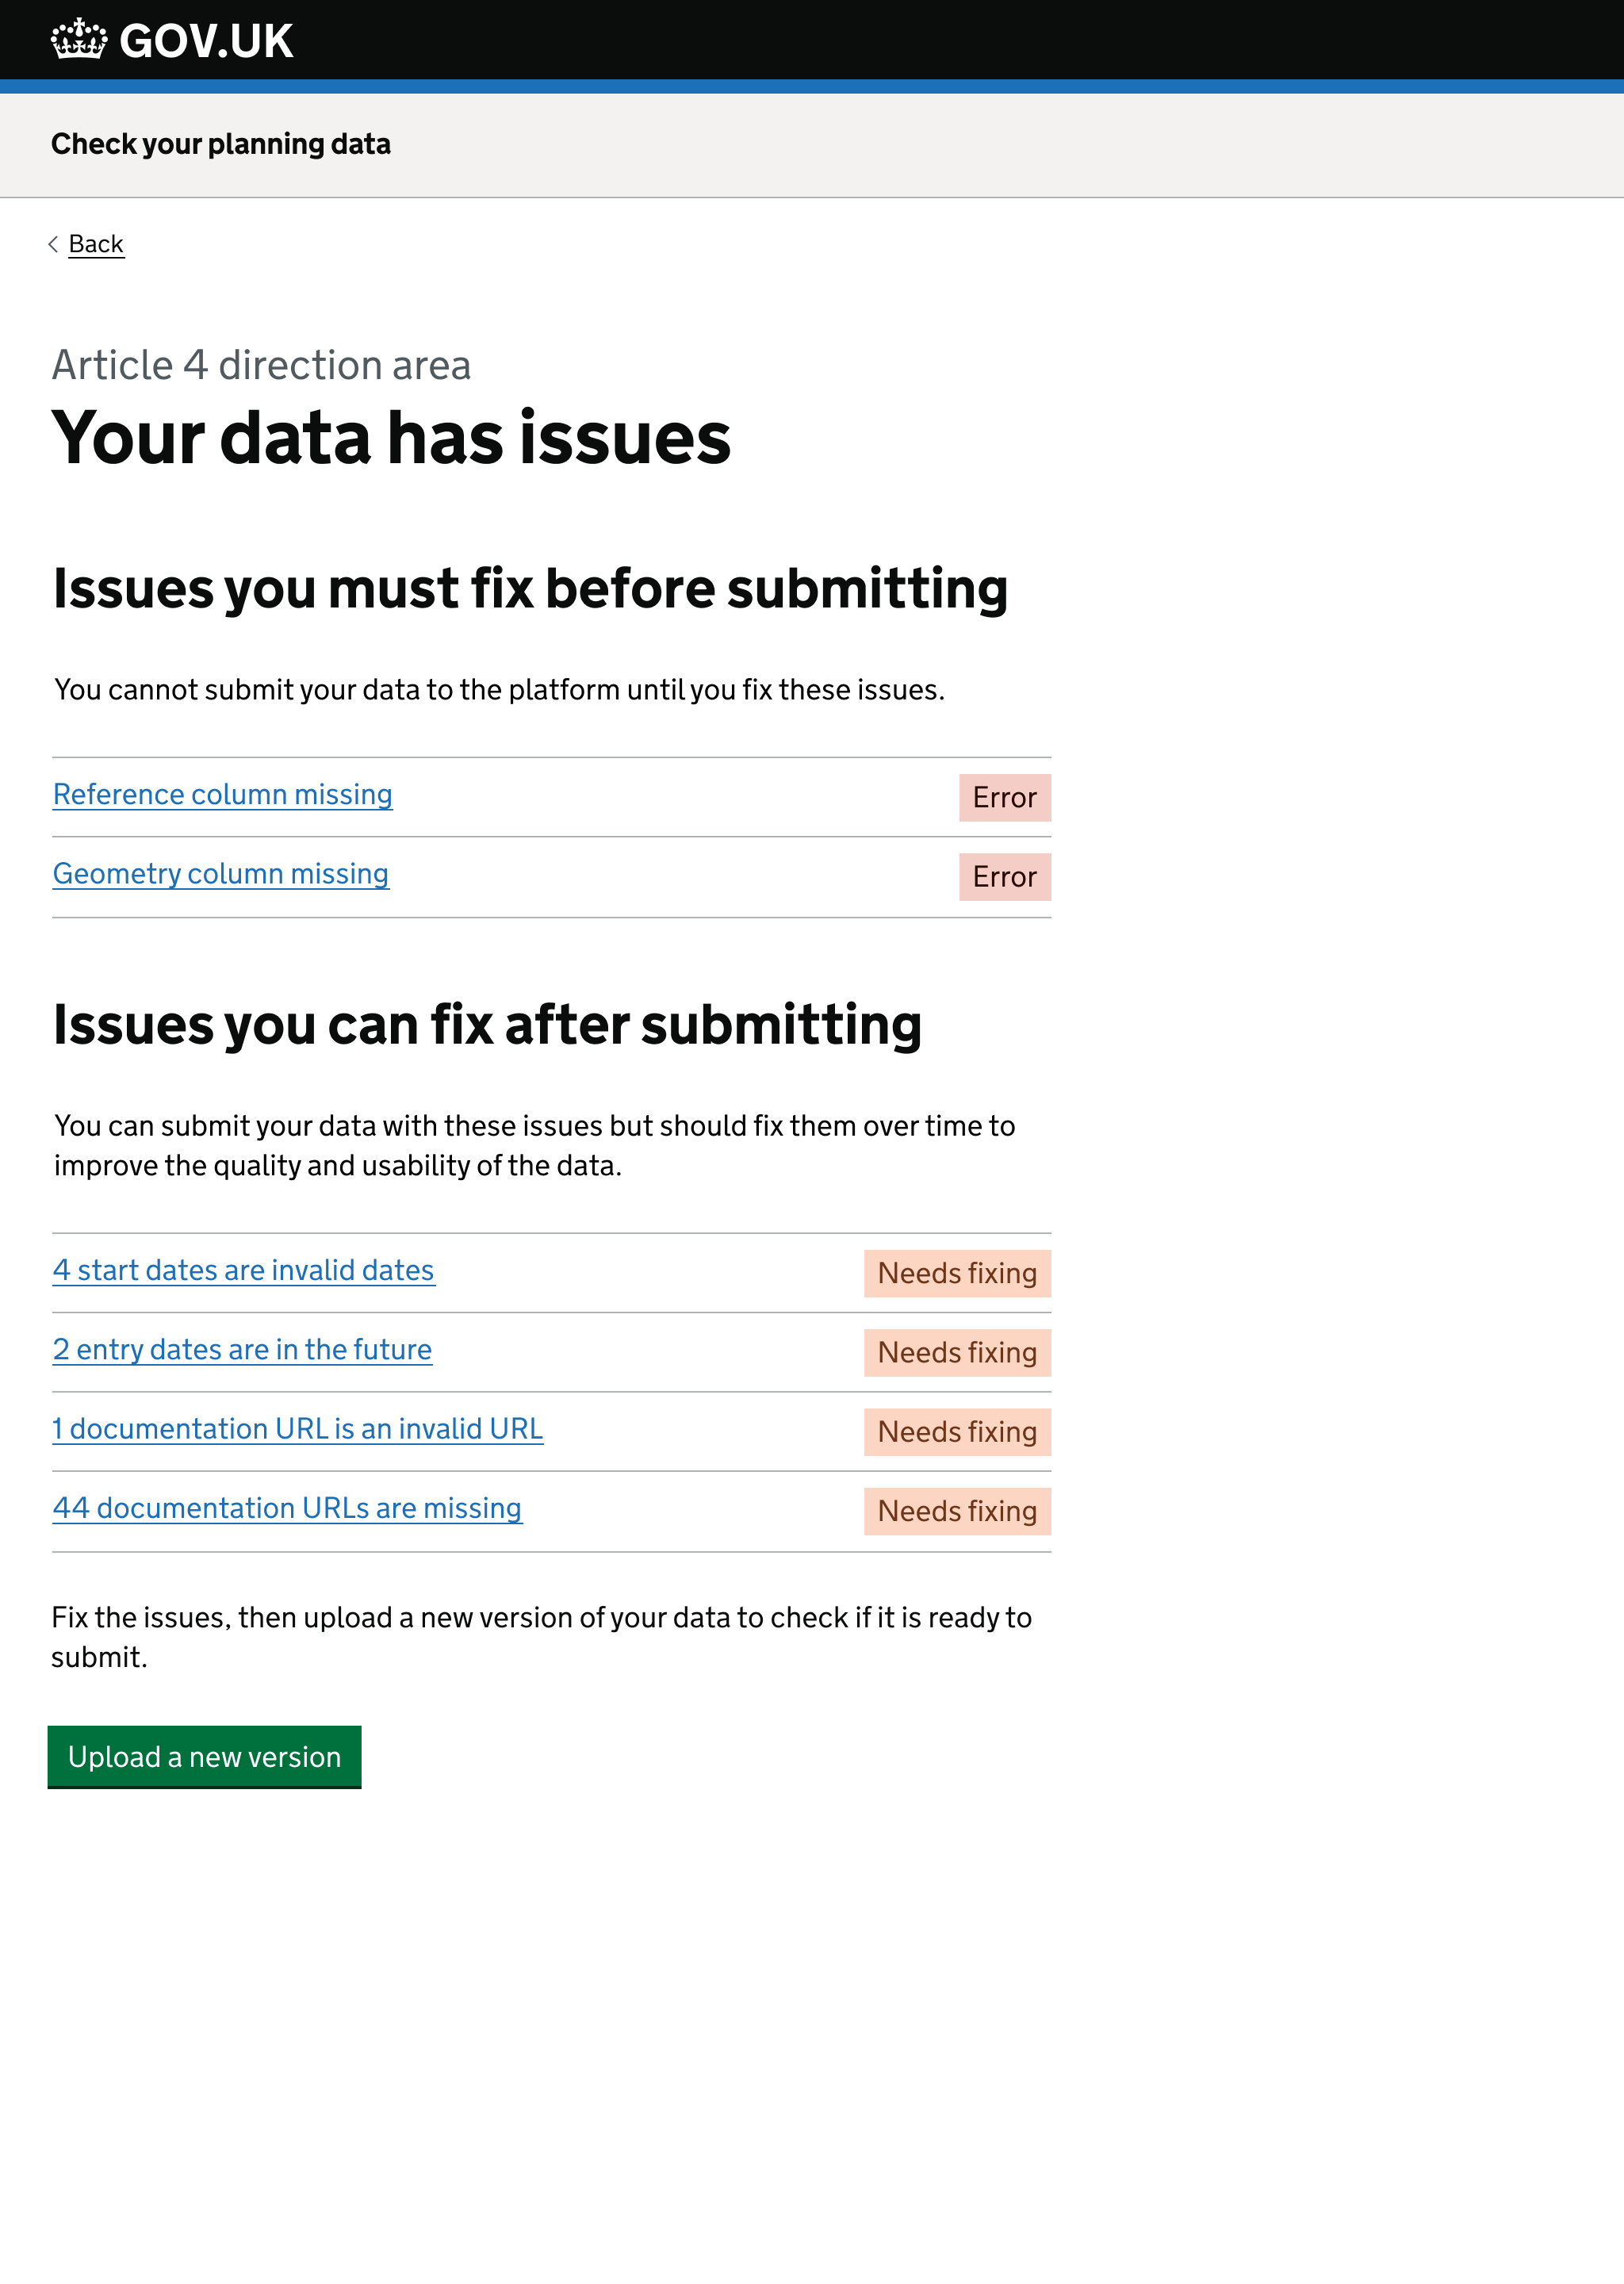 GOV.UK
Check your planning data
Back
Article 4 direction area
Your data has issues
Issues you must fix before submitting
You cannot submit your data to the platform until you fix these issues.
Reference column missing Error
Geometry column missing Error
Issues you can fix after submitting
You can submit your data with these issues but should fix them over time to
improve the quality and usability of the data.
4 start dates are invalid dates Needs fixing
2 entry dates are in the future Needs fixing
1 documentation URL is an invalid URL Needs fixing
44 documentation URLs are missing Needs fixing
Fix the issues, then upload a new version of your data to check if it is ready to
submit.
Upload a new version